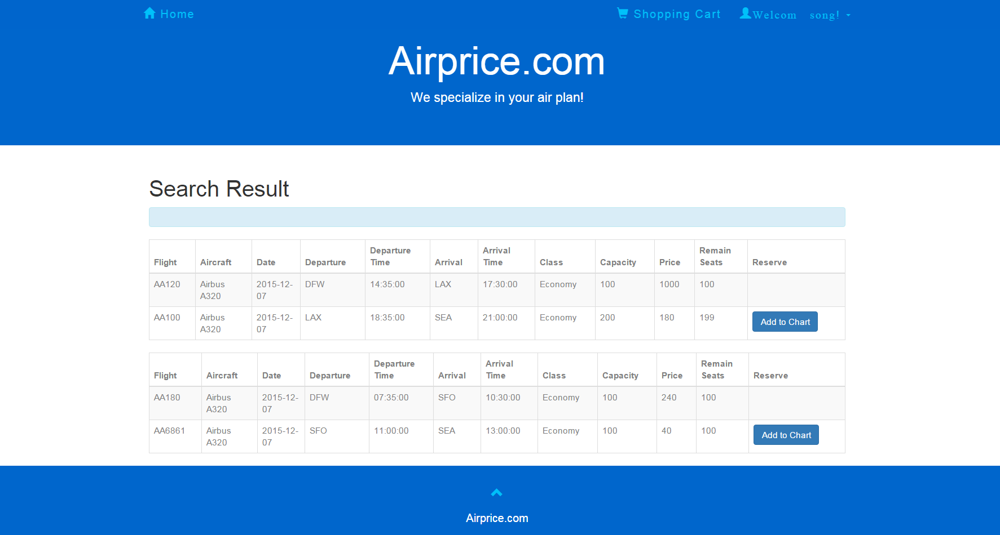 Home Shopping Cart Welcom song!
Airprice.com
We specialize in your air plan!
Search Result
Flight Aircraft Date Departure Departure Time Arrival Arrival Time Class Capacity Price Remain Seats Reserve
AA120 Airbus A320 2015-12-07 DFW 14:35:00 LAX 17:30:00 Economy 100 1000 100
AA100 Airbus A320 2015-12-07 LAX 18:35:00 SEA 21:00:00 Economy 200 180 199 Add to Chart
Flight Aircraft Date Departure Departure Time Arrival Arrival Time Class Capacity Price Remain Seats Reserve
AA180 Airbus A320 2015-12-07 DFW 07:35:00 SFO 10:30:00 Economy 100 240 100
AA6861 Airbus A320 2015-12-07 SFO 11:00:00 SEA 13:00:00 Economy 100 40 100 Add to Chart
Airprice.com